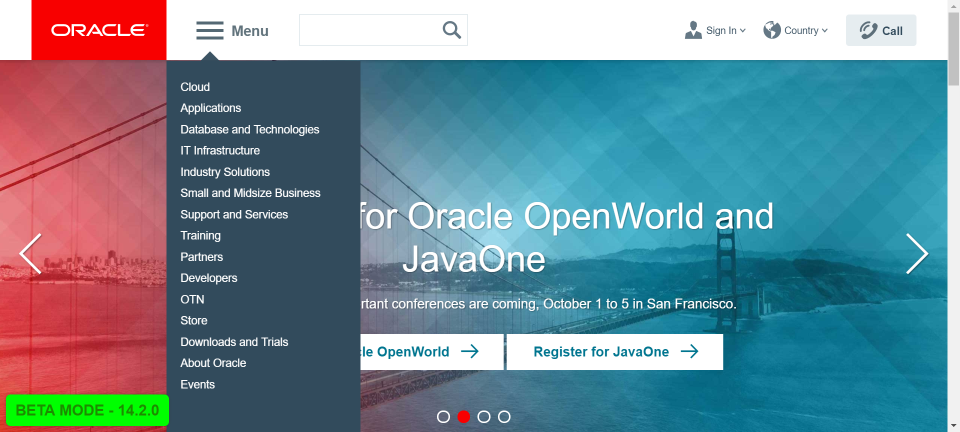 ORACLE
Menu
Sign In
Country
Call
Cloud
Applications
Database and Technologies
IT Infrastructure
Industry Solutions
Small and Midsize Business
Support and Services
Training
Partners
Developers
OTN
Store
Downloads and Trials
About Oracle
Events
for Oracle OpenWorld and
JavaOne
conferences are coming, October 1 to 5 in San Francisco.
OpenWorld
Register for JavaOne
BETA MODE - 14.2.0